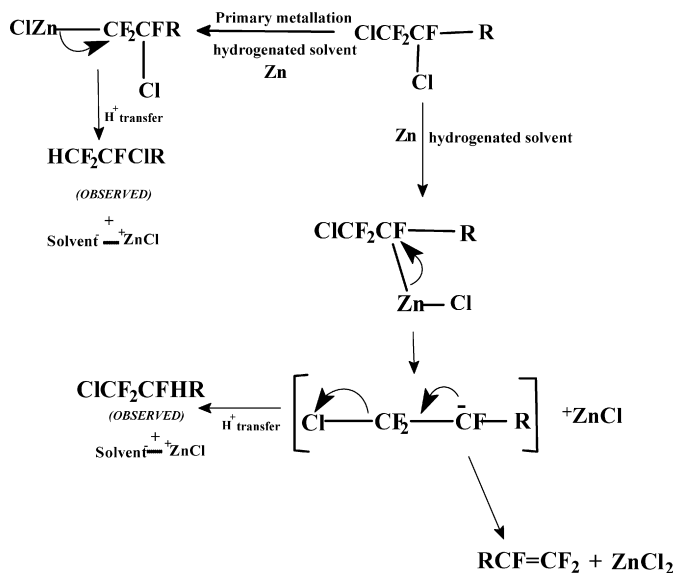 ClZn—CF₂CFR
Cl
Primary metallation
hydrogenated solvent
Zn
ClCF₂CF—R
Cl
H⁺ transfer
HCF₂CFClR
(OBSERVED)
+
Solvent⁻ ⁺ZnCl
Zn hydrogenated solvent
ClCF₂CF—R
Zn—Cl
ClCF₂CFHR
(OBSERVED)
+
Solvent⁻ ⁺ZnCl
H⁺ transfer
[Cl—CF₂—C̄F—R] ⁺ZnCl
RCF=CF₂ + ZnCl₂